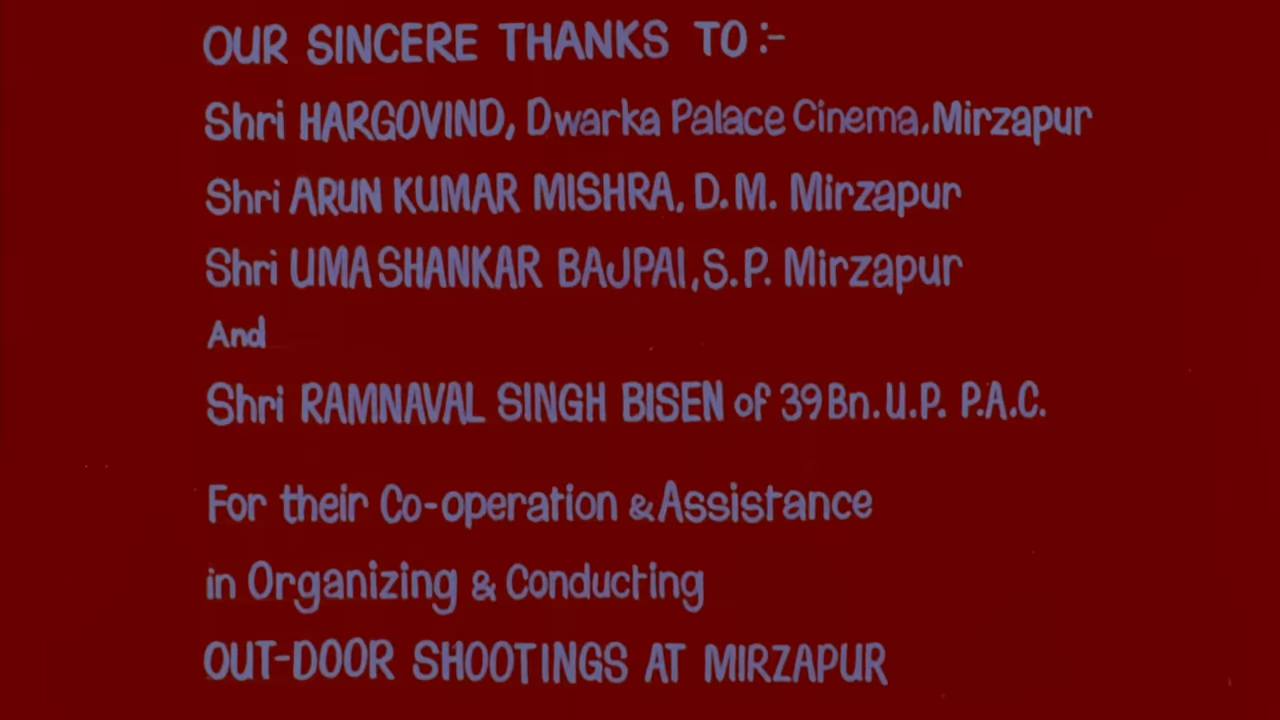 OUR SINCERE THANKS TO :-
Shri HARGOVIND, Dwarka Palace Cinema, Mirzapur
Shri ARUN KUMAR MISHRA, D.M. Mirzapur
Shri UMA SHANKAR BAJPAI, S.P. Mirzapur
And
Shri RAMNAVAL SINGH BISEN of 39 Bn. U.P. P.A.C.
For their Co-operation & Assistance
in Organizing & Conducting
OUT-DOOR SHOOTINGS AT MIRZAPUR